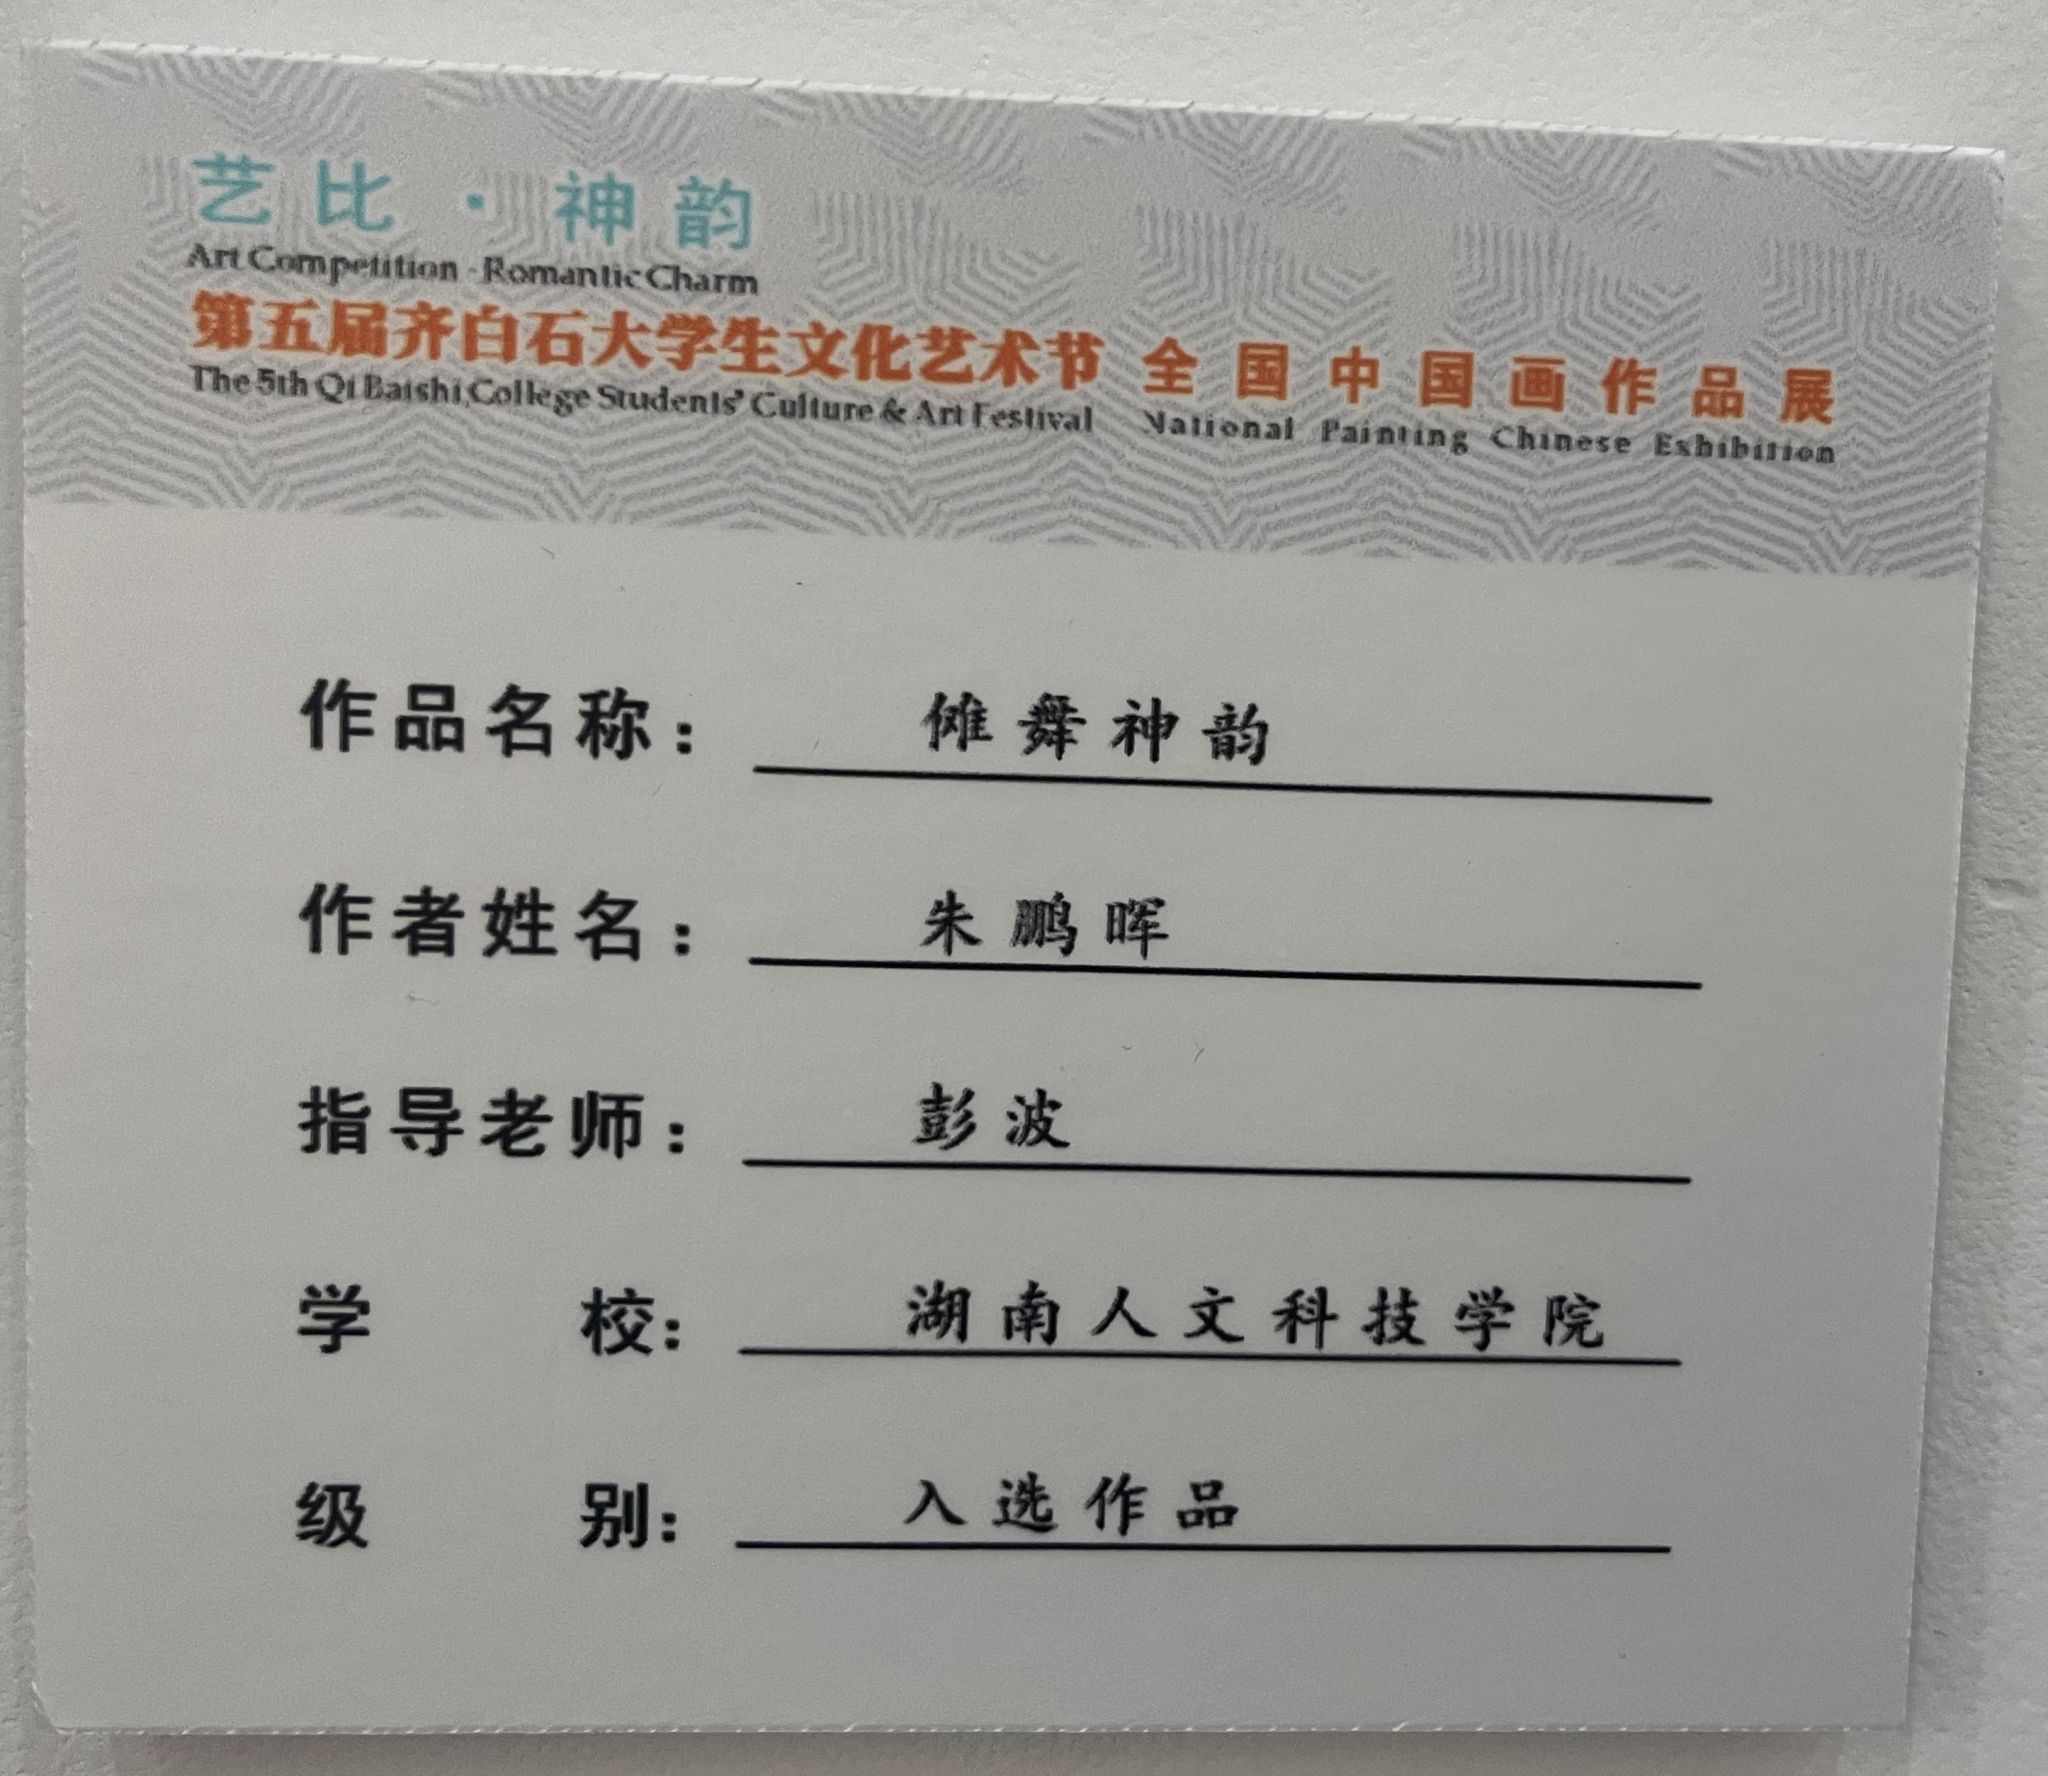 艺比·神韵
Art Competition · Romantic Charm
第五届齐白石大学生文化艺术节 全国中国画作品展
The 5th Qi Baishi College Students' Culture & Art Festival National Painting Chinese Exhibition
作品名称： 傩舞神韵
作者姓名： 朱鹏晖
指导老师： 彭波
学校： 湖南人文科技学院
级别： 入选作品